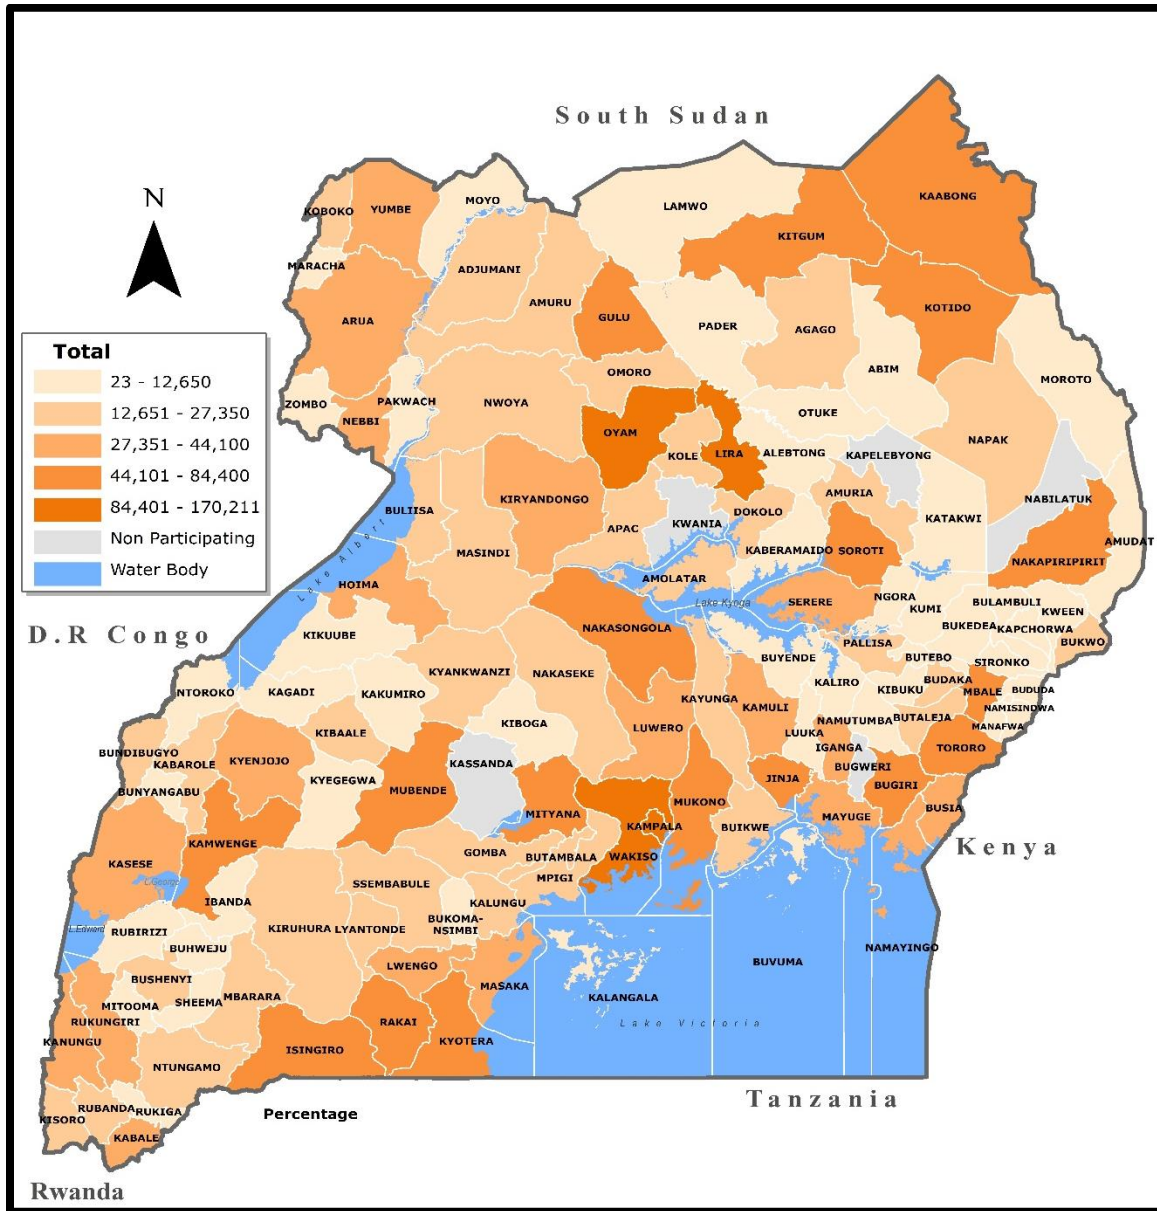 South Sudan
N
KAABONG
KOBOKO
YUMBE
MOYO
LAMWO
KITGUM
MARACHA
ADJUMANI
AMURU
KOTIDO
ARUA
GULU
PADER
AGAGO
Total
23 - 12,650
12,651 - 27,350
27,351 - 44,100
44,101 - 84,400
84,401 - 170,211
Non Participating
Water Body
OMORO
ABIM
MOROTO
ZOMBO
PAKWACH
NEBBI
NWOYA
OTUKE
NAPAK
OYAM
KOLE
LIRA
ALEBTONG
KAPELEBYONG
KIRYANDONGO
AMURIA
NABILATUK
BULIISA
DOKOLO
KATAKWI
APAC
KWANIA
AMUDAT
MASINDI
KABERAMAIDO
SOROTI
NAKAPIRIPIRIT
Lake Albert
HOIMA
AMOLATAR
Lake Kyoga
SERERE
NGORA
KUMI
BULAMBULI
KWEEN
D.R Congo
KIKUUBE
NAKASONGOLA
BUKEDEA
KAPCHORWA
BUKWO
PALLISA
BUYENDE
BUTEBO
SIRONKO
KYANKWANZI
NAKASEKE
KALIRO
BUDAKA
NTOROKO
KAGADI
KAKUMIRO
KAYUNGA
KAMULI
KIBUKU
MBALE
BUDUDA
KIBOGA
NAMUTUMBA
BUTALEJA
NAMISINDWA
LUWERO
LUUKA
MANAFWA
KIBAALE
BUNDIBUGYO
KABAROLE
KYENJOJO
IGANGA
TORORO
KASSANDA
BUGWERI
BUNYANGABU
KYEGEGWA
JINJA
BUGIRI
MUBENDE
MITYANA
MUKONO
BUSIA
KAMPALA
MAYUGE
BUIKWE
KAMWENGE
Kenya
GOMBA
BUTAMBALA
WAKISO
KASESE
MPIGI
SSEMBABULE
L.George
IBANDA
KALUNGU
BUKOMA-
NSIMBI
KIRUHURA
LYANTONDE
L.Edward
RUBIRIZI
BUHWEJU
NAMAYINGO
BUVUMA
LWENGO
BUSHENYI
MASAKA
MITOOMA
SHEEMA
MBARARA
KALANGALA
RUKUNGIRI
RAKAI
Lake Victoria
KANUNGU
KYOTERA
ISINGIRO
NTUNGAMO
Tanzania
RUBANDA
RUKIGA
KISORO
Percentage
KABALE
Rwanda